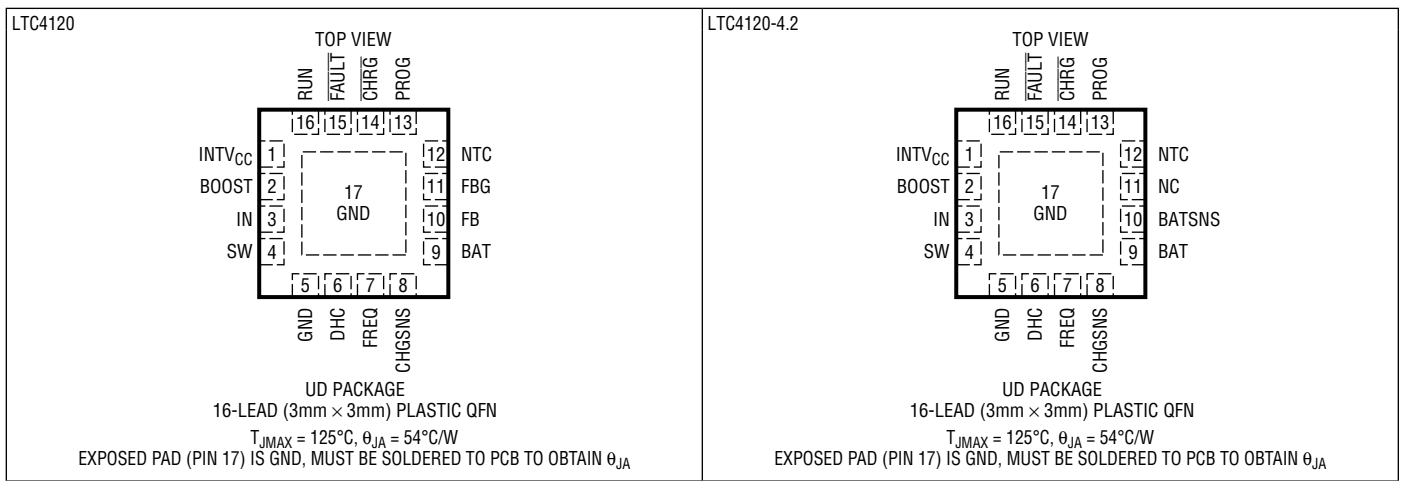 LTC4120
TOP VIEW
RUN
FAULT
CHRG
PROG
16 15 14 13
INTVCC 1
BOOST 2
IN 3
SW 4
17
GND
12 NTC
11 FBG
10 FB
9 BAT
5 6 7 8
GND
DHC
FREQ
CHGSNS
UD PACKAGE
16-LEAD (3mm × 3mm) PLASTIC QFN
TJMAX = 125°C, θJA = 54°C/W
EXPOSED PAD (PIN 17) IS GND, MUST BE SOLDERED TO PCB TO OBTAIN θJA
LTC4120-4.2
TOP VIEW
RUN
FAULT
CHRG
PROG
16 15 14 13
INTVCC 1
BOOST 2
IN 3
SW 4
17
GND
12 NTC
11 NC
10 BATSNS
9 BAT
5 6 7 8
GND
DHC
FREQ
CHGSNS
UD PACKAGE
16-LEAD (3mm × 3mm) PLASTIC QFN
TJMAX = 125°C, θJA = 54°C/W
EXPOSED PAD (PIN 17) IS GND, MUST BE SOLDERED TO PCB TO OBTAIN θJA